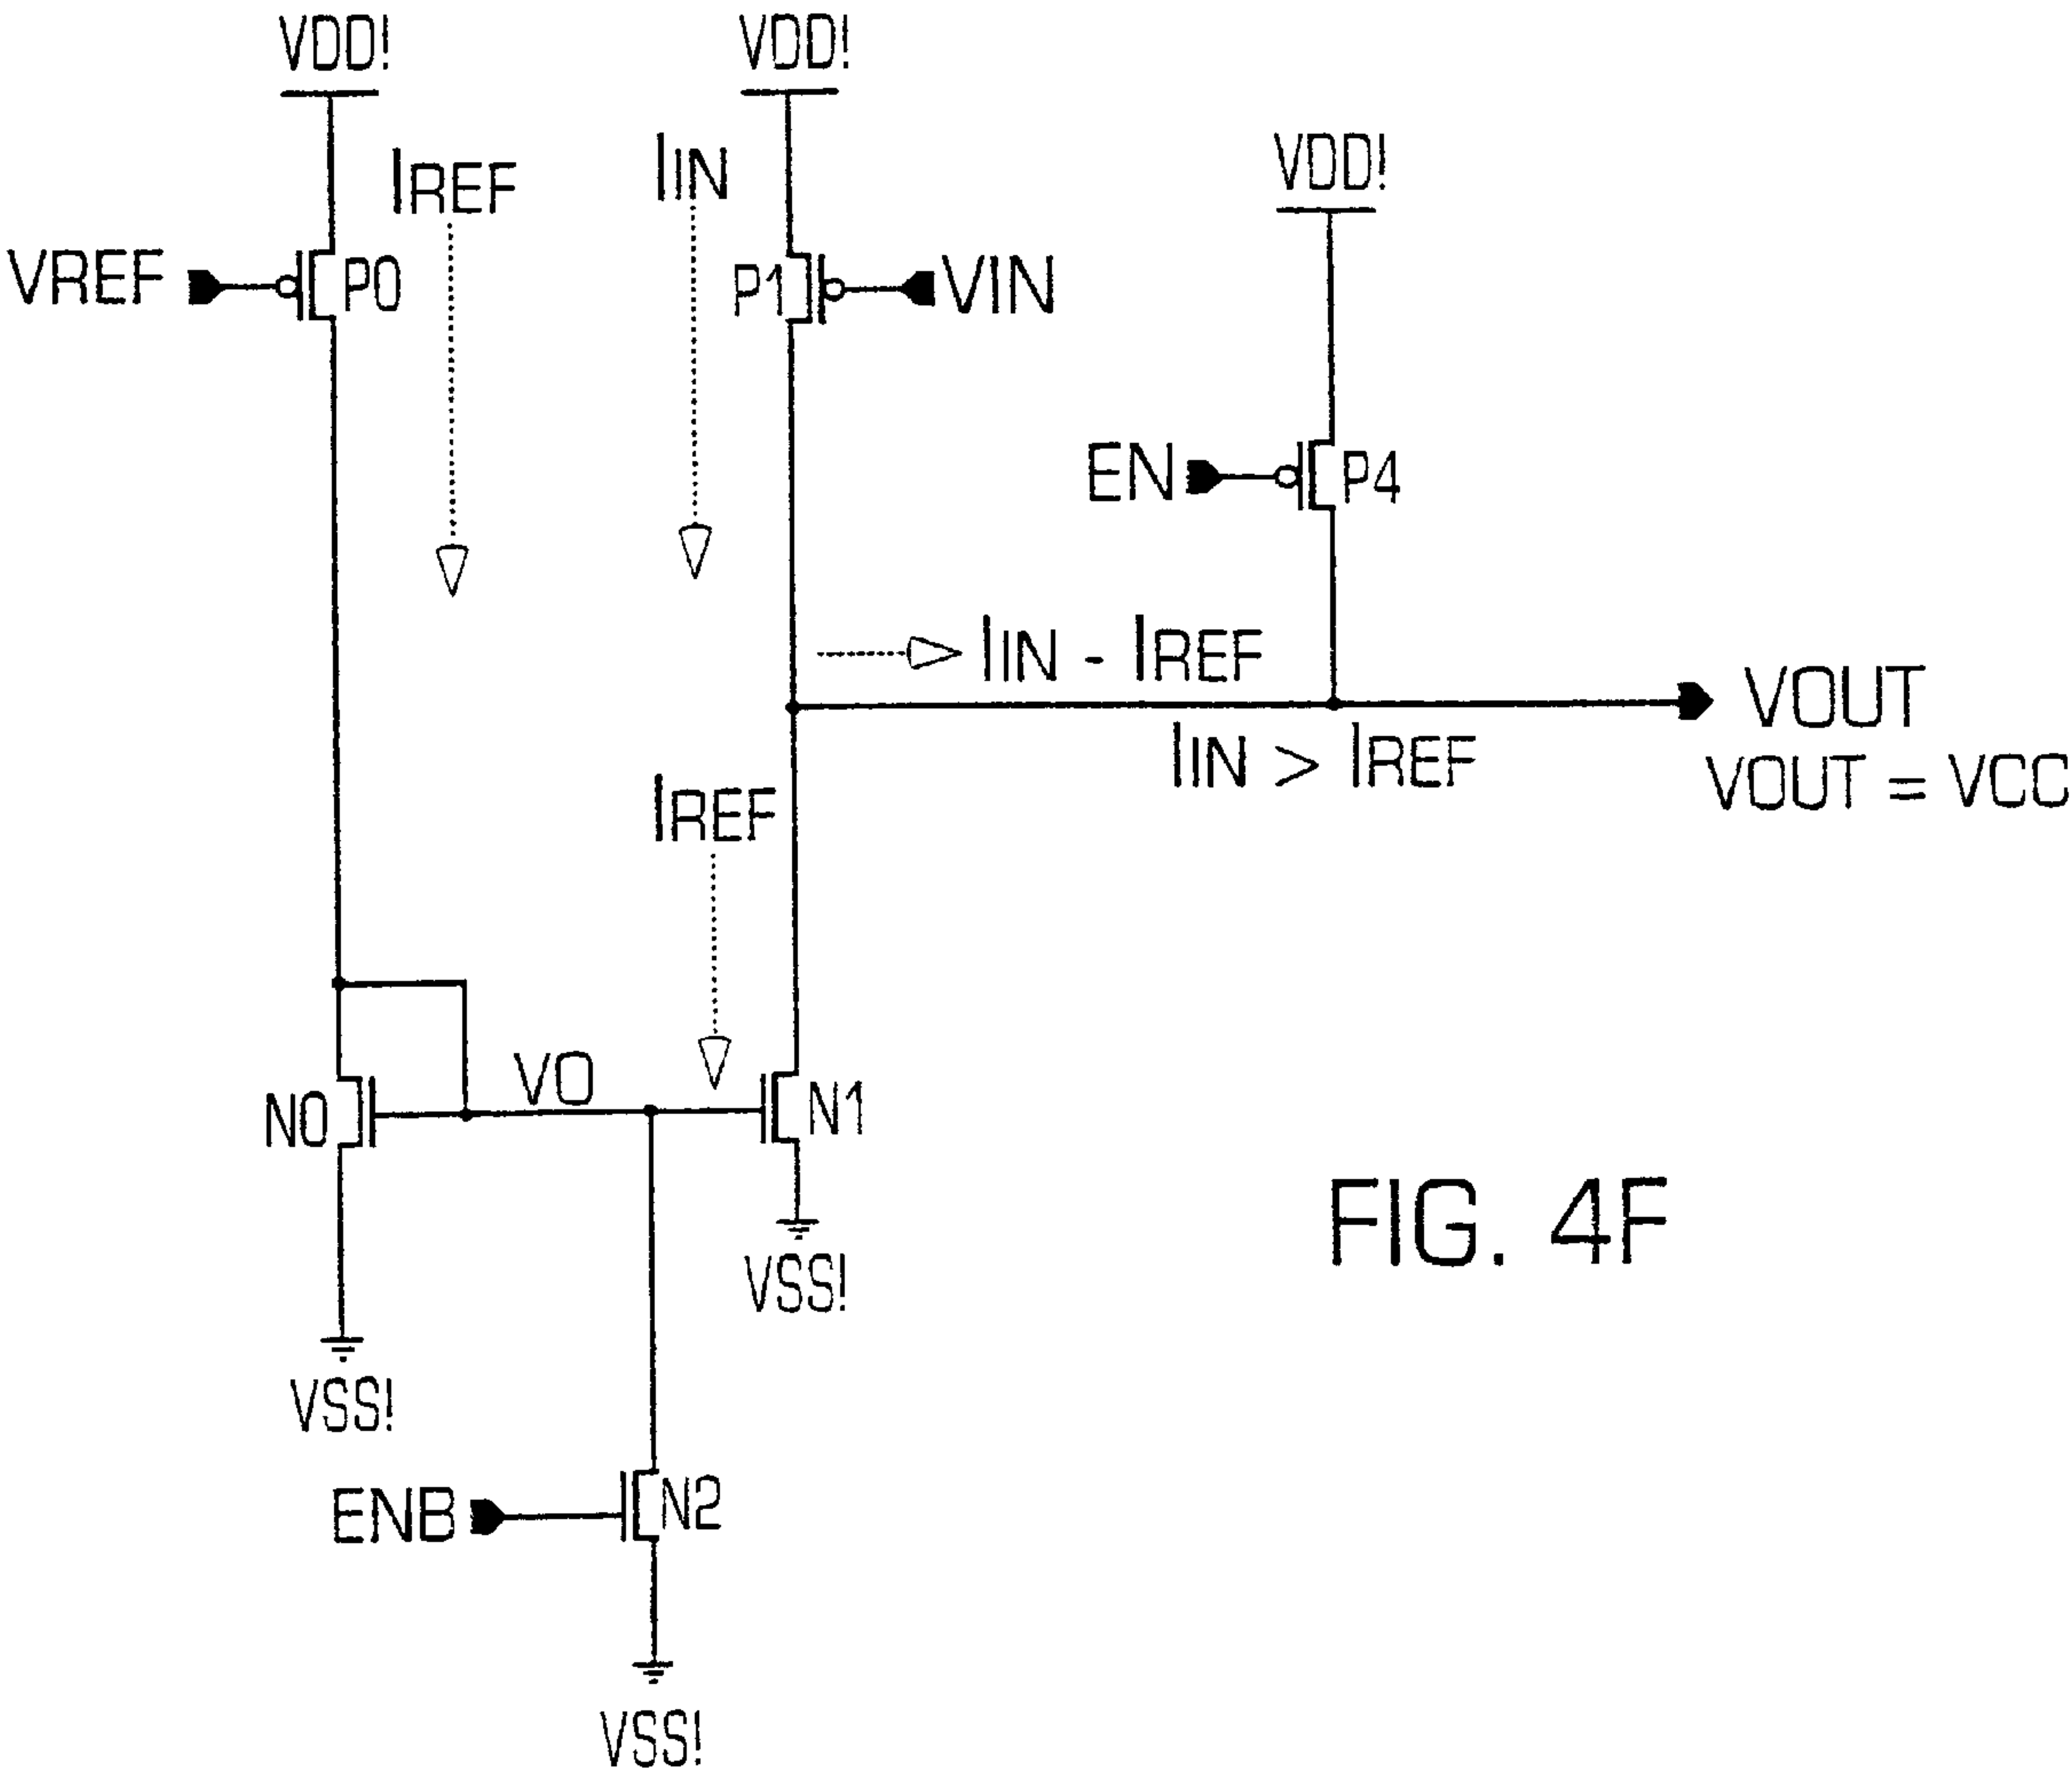 VDD!
VDD!
VDD!
IREF
IIN
VREF
P0
P1
VIN
EN
P4
IIN - IREF
VOUT
IIN > IREF
VOUT = VCC
IREF
N0
VO
N1
FIG. 4F
VSS!
VSS!
ENB
N2
VSS!